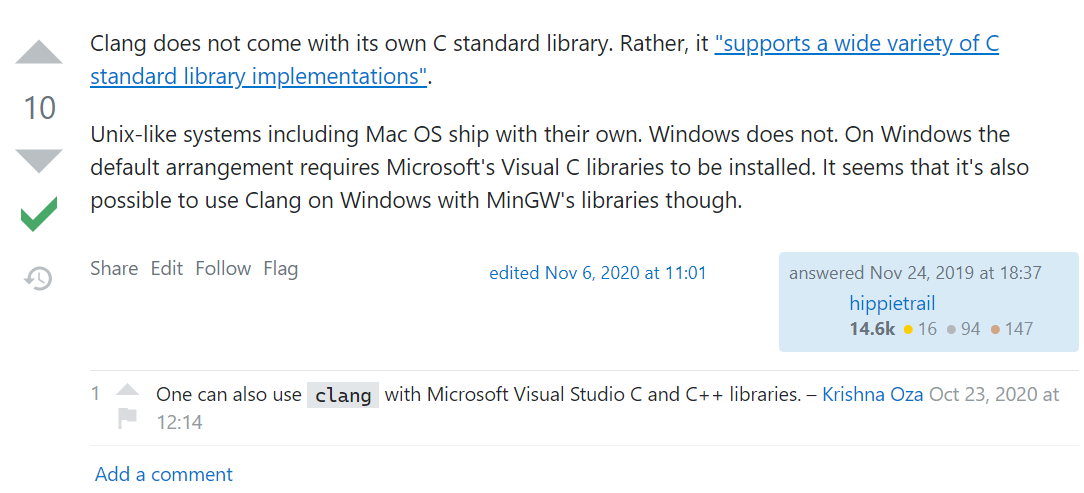 Clang does not come with its own C standard library. Rather, it "supports a wide variety of C
standard library implementations".
10
Unix-like systems including Mac OS ship with their own. Windows does not. On Windows the
default arrangement requires Microsoft's Visual C libraries to be installed. It seems that it's also
possible to use Clang on Windows with MinGW's libraries though.
Share Edit Follow Flag
edited Nov 6, 2020 at 11:01
answered Nov 24, 2019 at 18:37
hippietrail
14.6k 16 94 147
1 One can also use clang with Microsoft Visual Studio C and C++ libraries. – Krishna Oza Oct 23, 2020 at
12:14
Add a comment